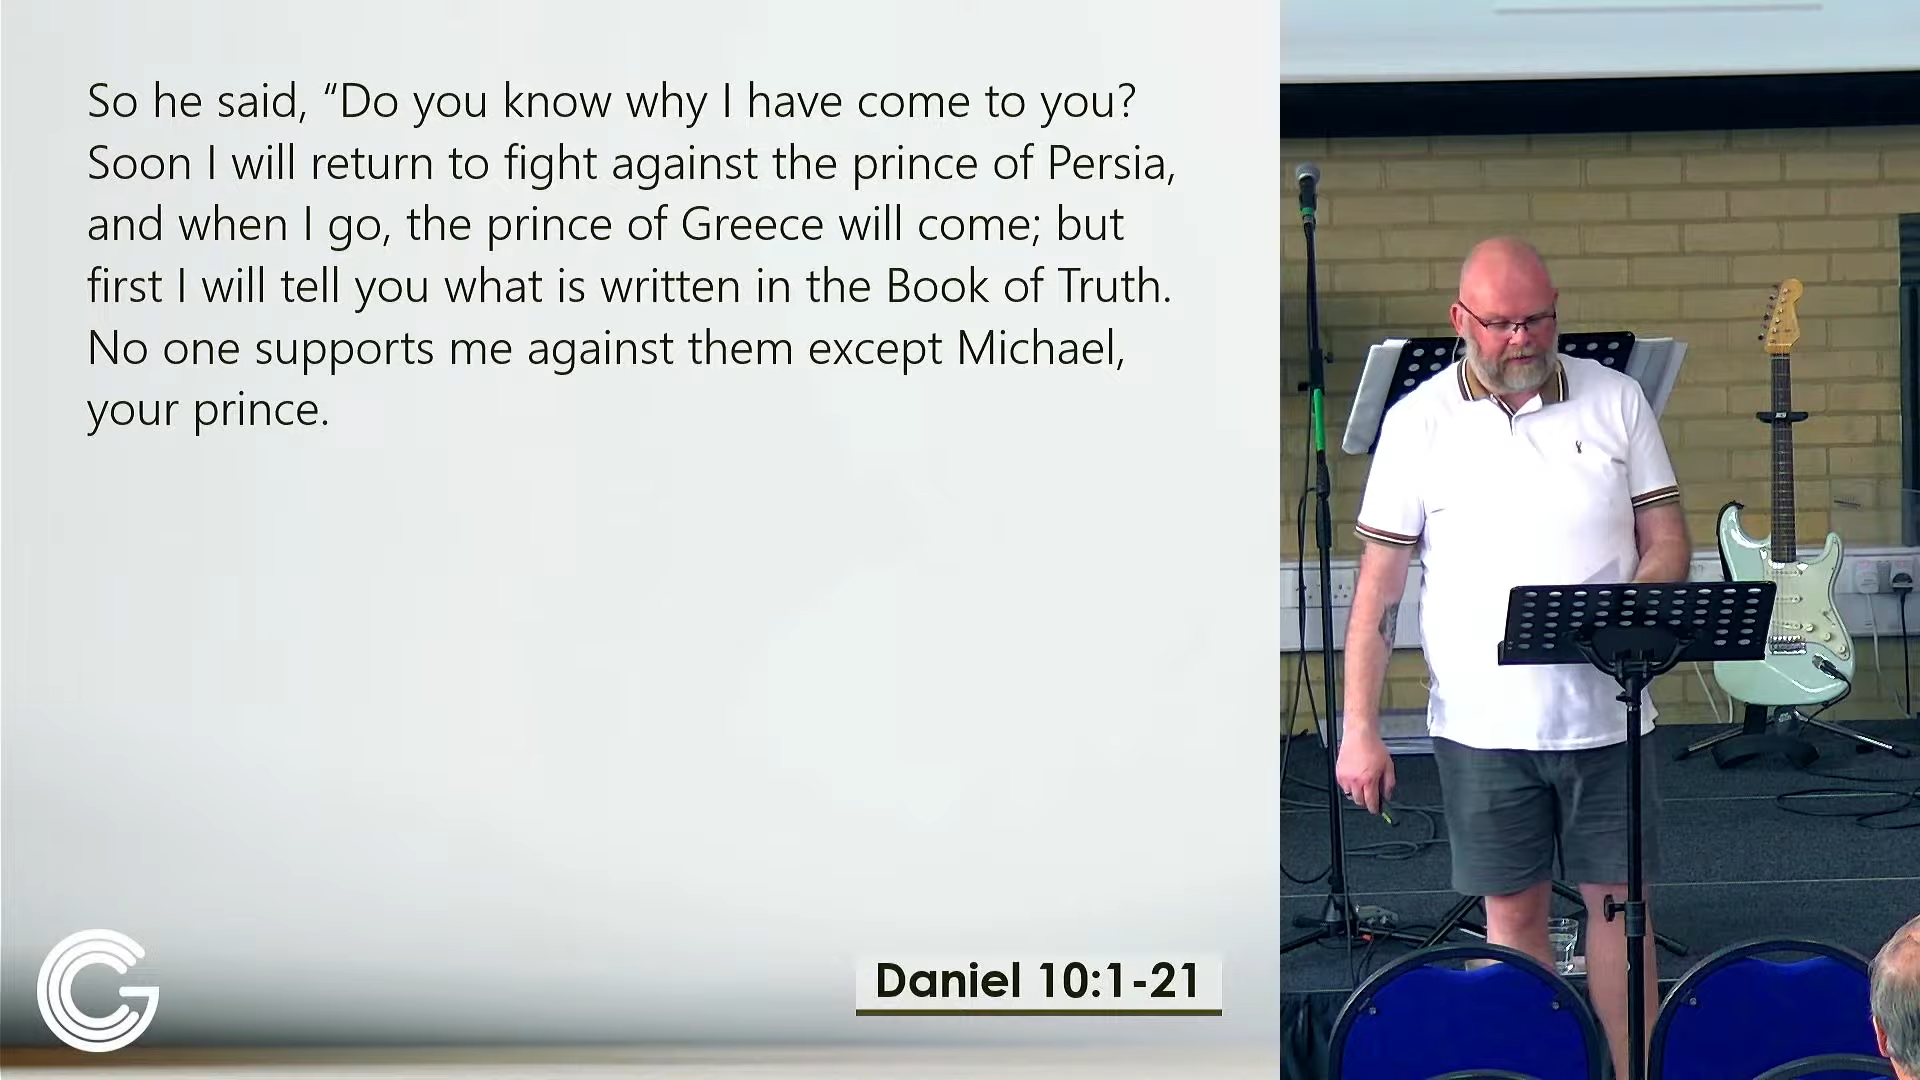 So he said, “Do you know why I have come to you?
Soon I will return to fight against the prince of Persia,
and when I go, the prince of Greece will come; but
first I will tell you what is written in the Book of Truth.
No one supports me against them except Michael,
your prince.
Daniel 10:1-21